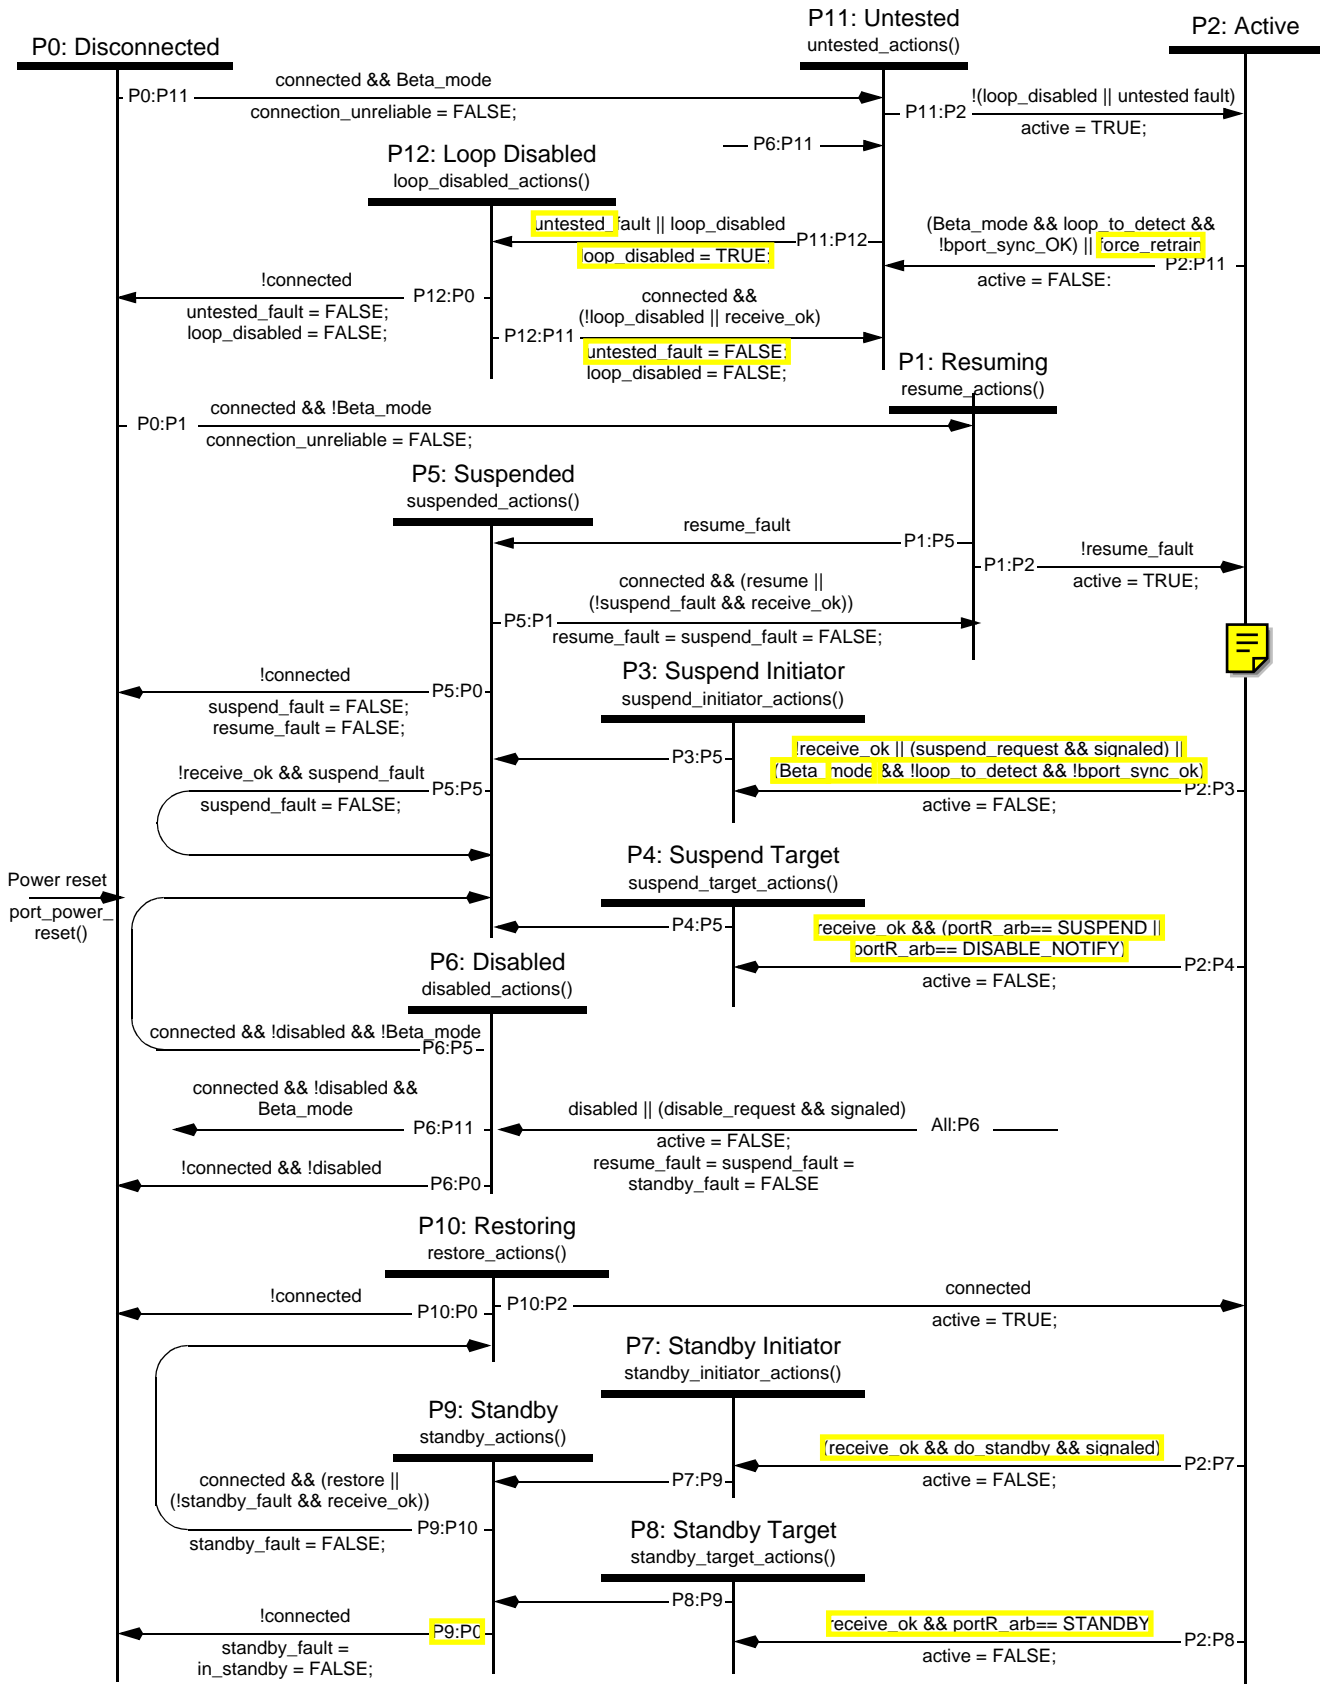 P11: Untested
untested_actions()
P2: Active
P0: Disconnected
connected && Beta_mode
P0:P11
connection_unreliable = FALSE;
!(loop_disabled || untested fault)
P11:P2
active = TRUE;
P6:P11
P12: Loop Disabled
loop_disabled_actions()
untested_fault || loop_disabled
P11:P12
loop_disabled = TRUE;
(Beta_mode && loop_to_detect &&
!bport_sync_OK) || force_retrain
P2:P11
active = FALSE:
!connected
P12:P0
untested_fault = FALSE;
loop_disabled = FALSE;
connected &&
(!loop_disabled || receive_ok)
P12:P11
untested_fault = FALSE;
loop_disabled = FALSE;
P1: Resuming
resume_actions()
connected && !Beta_mode
P0:P1
connection_unreliable = FALSE;
P5: Suspended
suspended_actions()
resume_fault
P1:P5
!resume_fault
P1:P2
active = TRUE;
connected && (resume ||
(!suspend_fault && receive_ok))
P5:P1
resume_fault = suspend_fault = FALSE;
P3: Suspend Initiator
suspend_initiator_actions()
!connected
P5:P0
suspend_fault = FALSE;
resume_fault = FALSE;
P3:P5
!receive_ok || (suspend_request && signaled) ||
(Beta_mode && !loop_to_detect && !bport_sync_ok)
P2:P3
active = FALSE;
!receive_ok && suspend_fault
P5:P5
suspend_fault = FALSE;
P4: Suspend Target
suspend_target_actions()
Power reset
port_power_
reset()
P4:P5
receive_ok && (portR_arb== SUSPEND ||
portR_arb== DISABLE_NOTIFY)
P2:P4
active = FALSE;
P6: Disabled
disabled_actions()
connected && !disabled && !Beta_mode
P6:P5
connected && !disabled &&
Beta_mode
P6:P11
disabled || (disable_request && signaled)
All:P6
active = FALSE;
resume_fault = suspend_fault =
standby_fault = FALSE
!connected && !disabled
P6:P0
P10: Restoring
restore_actions()
!connected
P10:P0
P10:P2
connected
active = TRUE;
P7: Standby Initiator
standby_initiator_actions()
P9: Standby
standby_actions()
(receive_ok && do_standby && signaled)
P2:P7
active = FALSE;
P7:P9
connected && (restore ||
(!standby_fault && receive_ok))
P9:P10
standby_fault = FALSE;
P8: Standby Target
standby_target_actions()
P8:P9
receive_ok && portR_arb== STANDBY
P2:P8
active = FALSE;
!connected
P9:P0
standby_fault =
in_standby = FALSE;